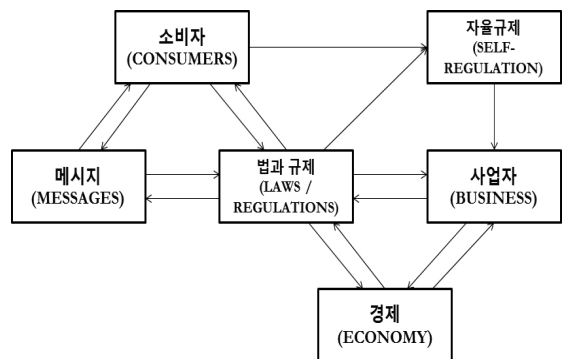 소비자
(CONSUMERS)
자율규제
(SELF-
REGULATION)
메시지
(MESSAGES)
법과 규제
(LAWS /
REGULATIONS)
사업자
(BUSINESS)
경제
(ECONOMY)